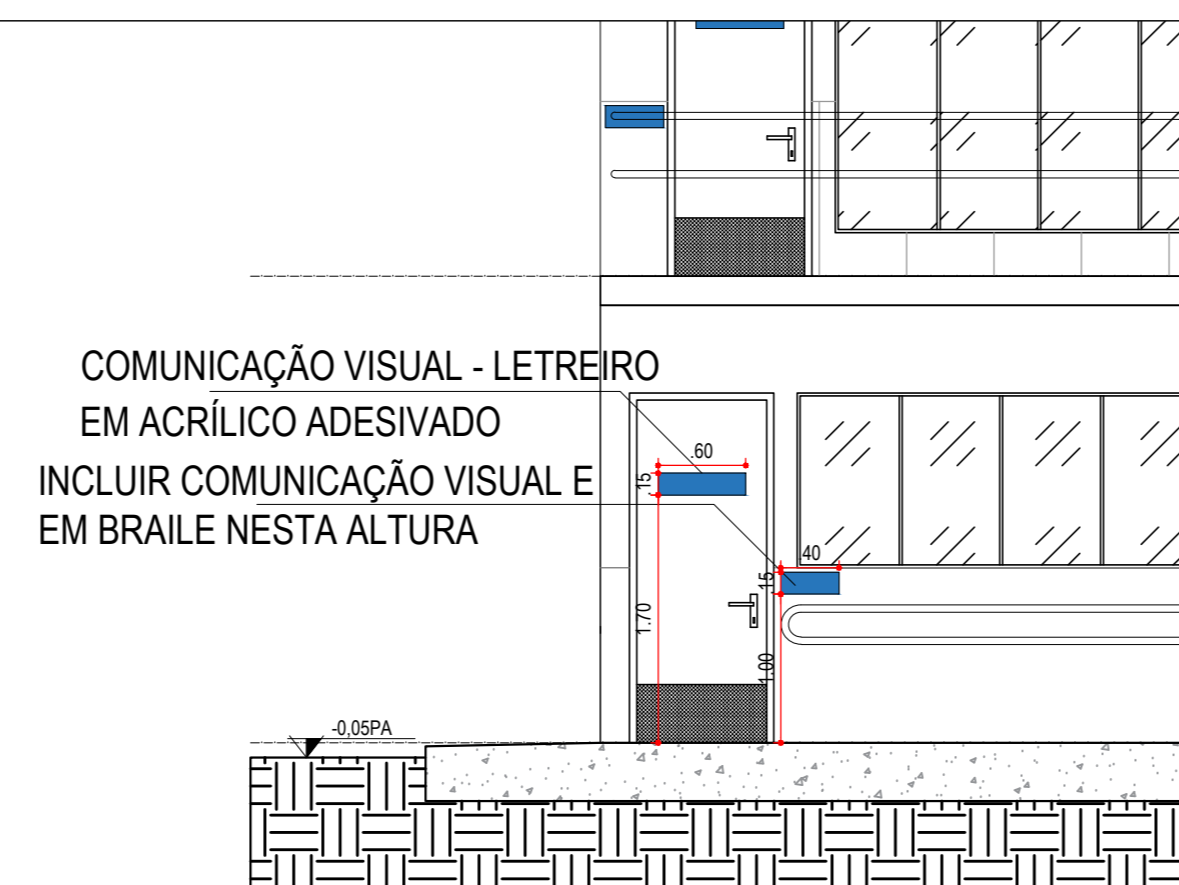 COMUNICAÇÃO VISUAL - LETREIRO
EM ACRÍLICO ADESIVADO
.60
.15
INCLUIR COMUNICAÇÃO VISUAL E
EM BRAILE NESTA ALTURA
.40
.15
1.70
1.00
-0,05PA